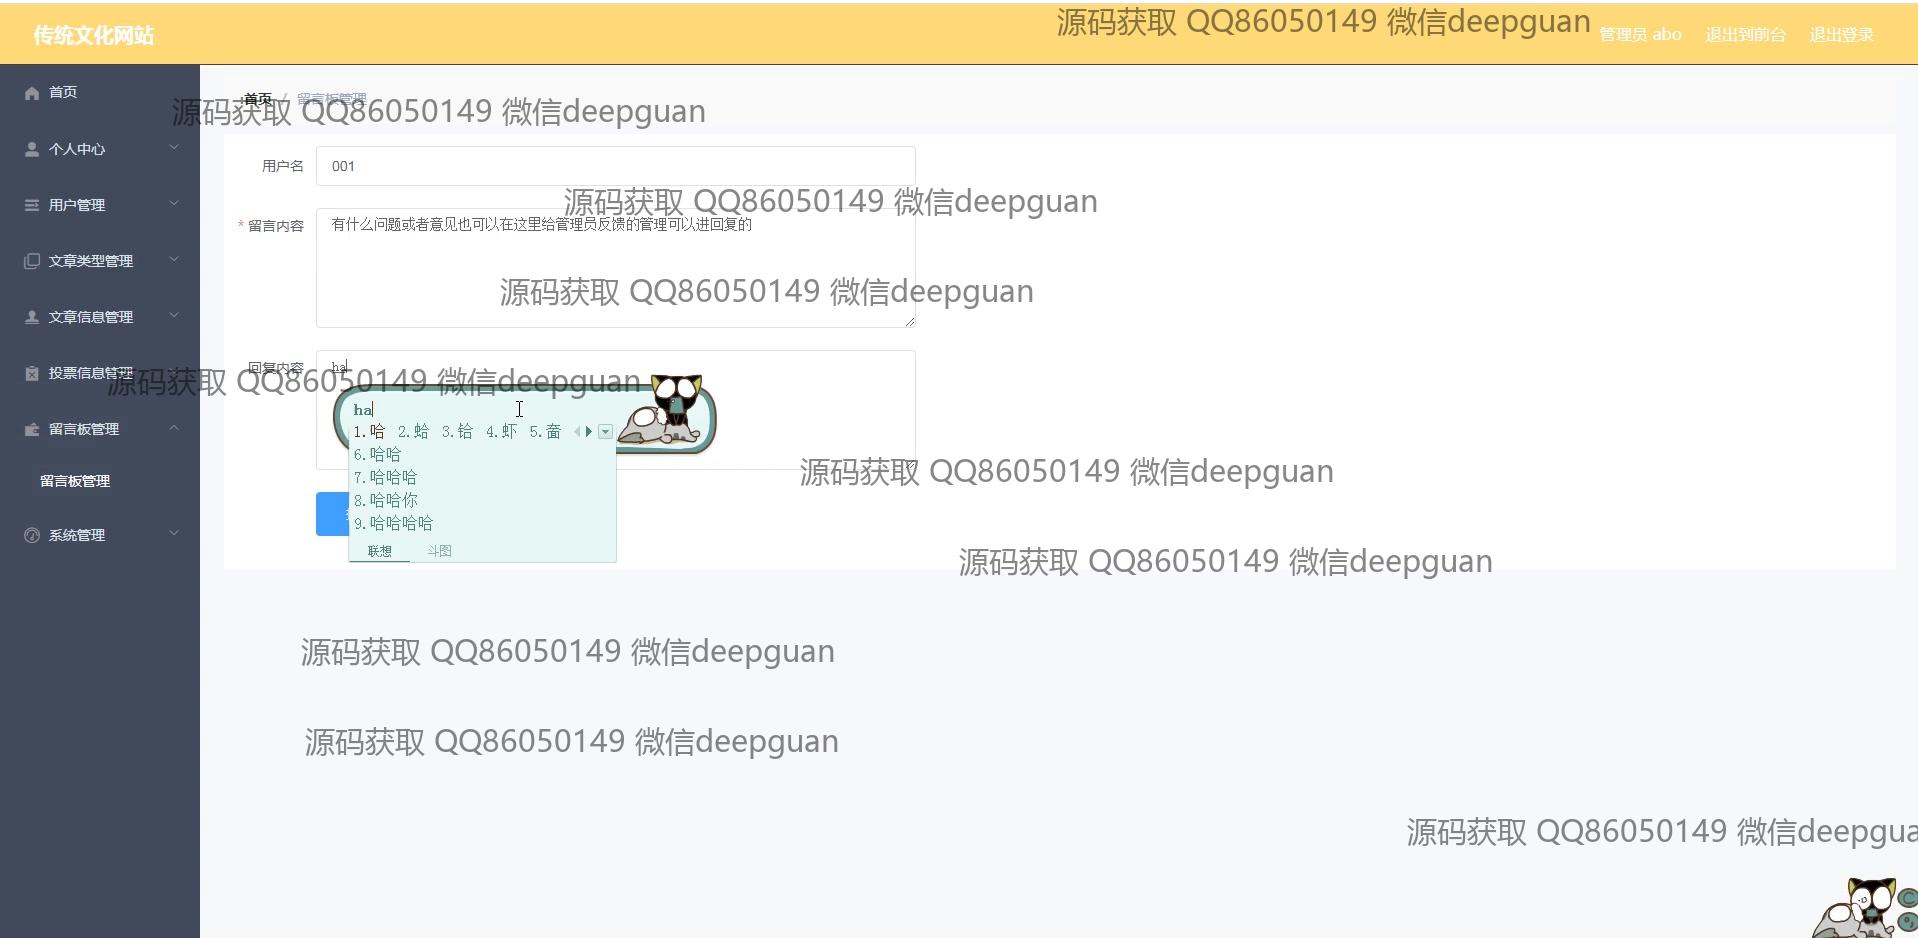 传统文化网站
源码获取 QQ86050149 微信deepguan
管理员 abo 退出到前台 退出登录
首页
首页 / 留言板管理
源码获取 QQ86050149 微信deepguan
个人中心
用户名 001
用户管理
源码获取 QQ86050149 微信deepguan
* 留言内容 有什么问题或者意见也可以在这里给管理员反馈的管理可以进回复的
文章类型管理
源码获取 QQ86050149 微信deepguan
文章信息管理
投票信息管理
回复内容 ha
源码获取 QQ86050149 微信deepguan
ha
留言板管理
1.哈 2.蛤 3.铪 4.虾 5.奤
6.哈哈
7.哈哈哈
8.哈哈你
9.哈哈哈哈
联想 斗图
留言板管理
源码获取 QQ86050149 微信deepguan
系统管理
源码获取 QQ86050149 微信deepguan
源码获取 QQ86050149 微信deepguan
源码获取 QQ86050149 微信deepguan
源码获取 QQ86050149 微信deepgua